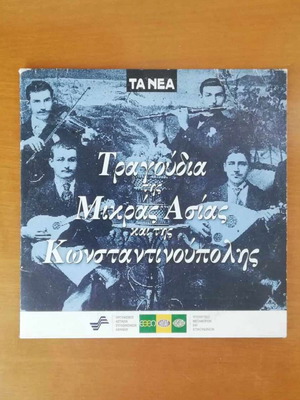 ΤΑ ΝΕΑ
Τραγούδια
της
Μικράς Ασίας
και της
Κωνσταντινούπολης